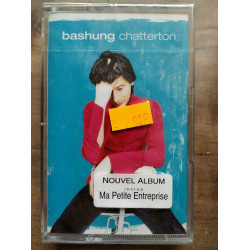 bashung chatterton
NOUVEL ALBUM
inclus
Ma Petite Entreprise